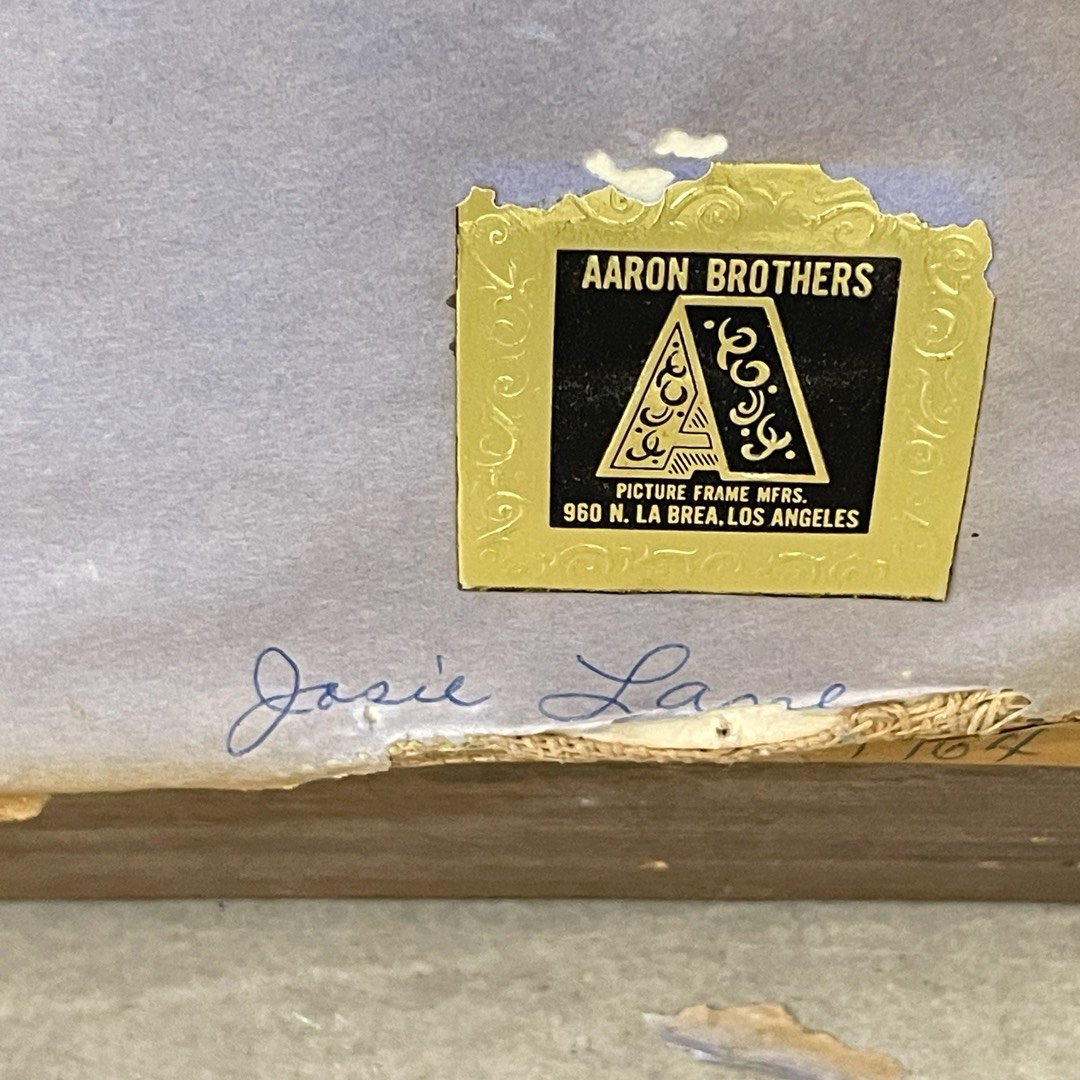 AARON BROTHERS
PICTURE FRAME MFRS.
960 N. LA BREA, LOS ANGELES
Josie Lane